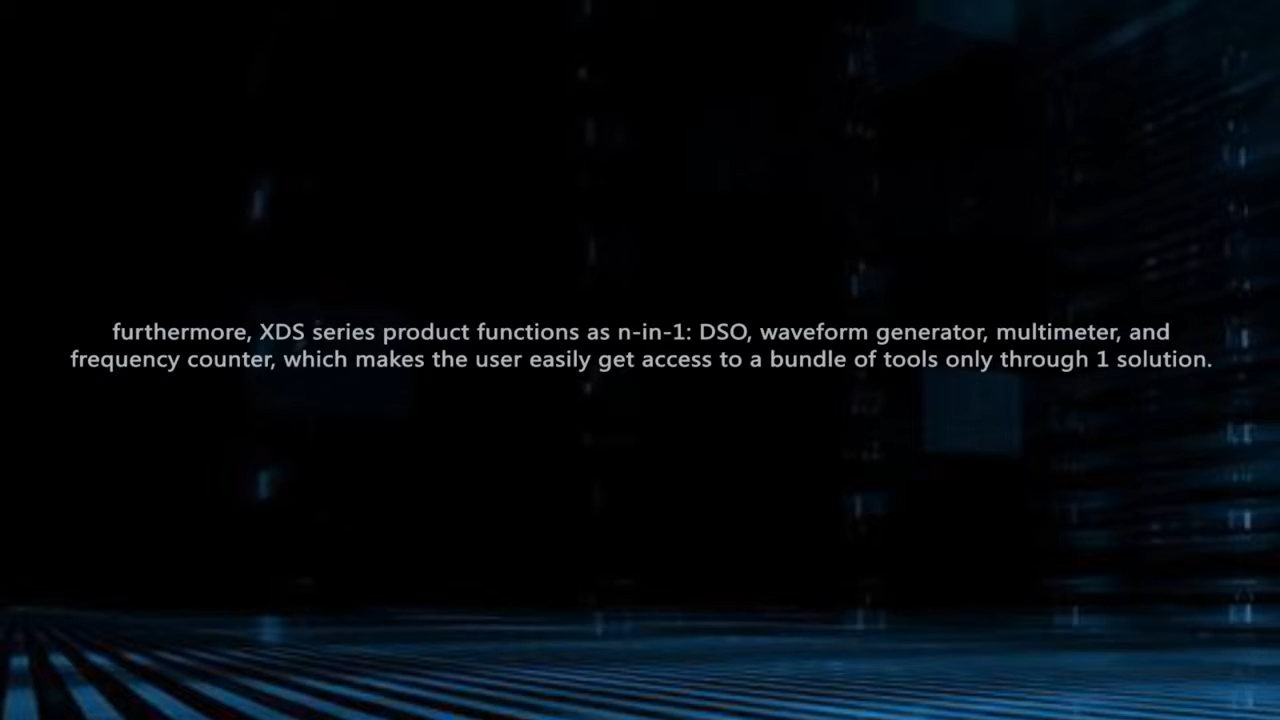 furthermore, XDS series product functions as n-in-1: DSO, waveform generator, multimeter, and
frequency counter, which makes the user easily get access to a bundle of tools only through 1 solution.